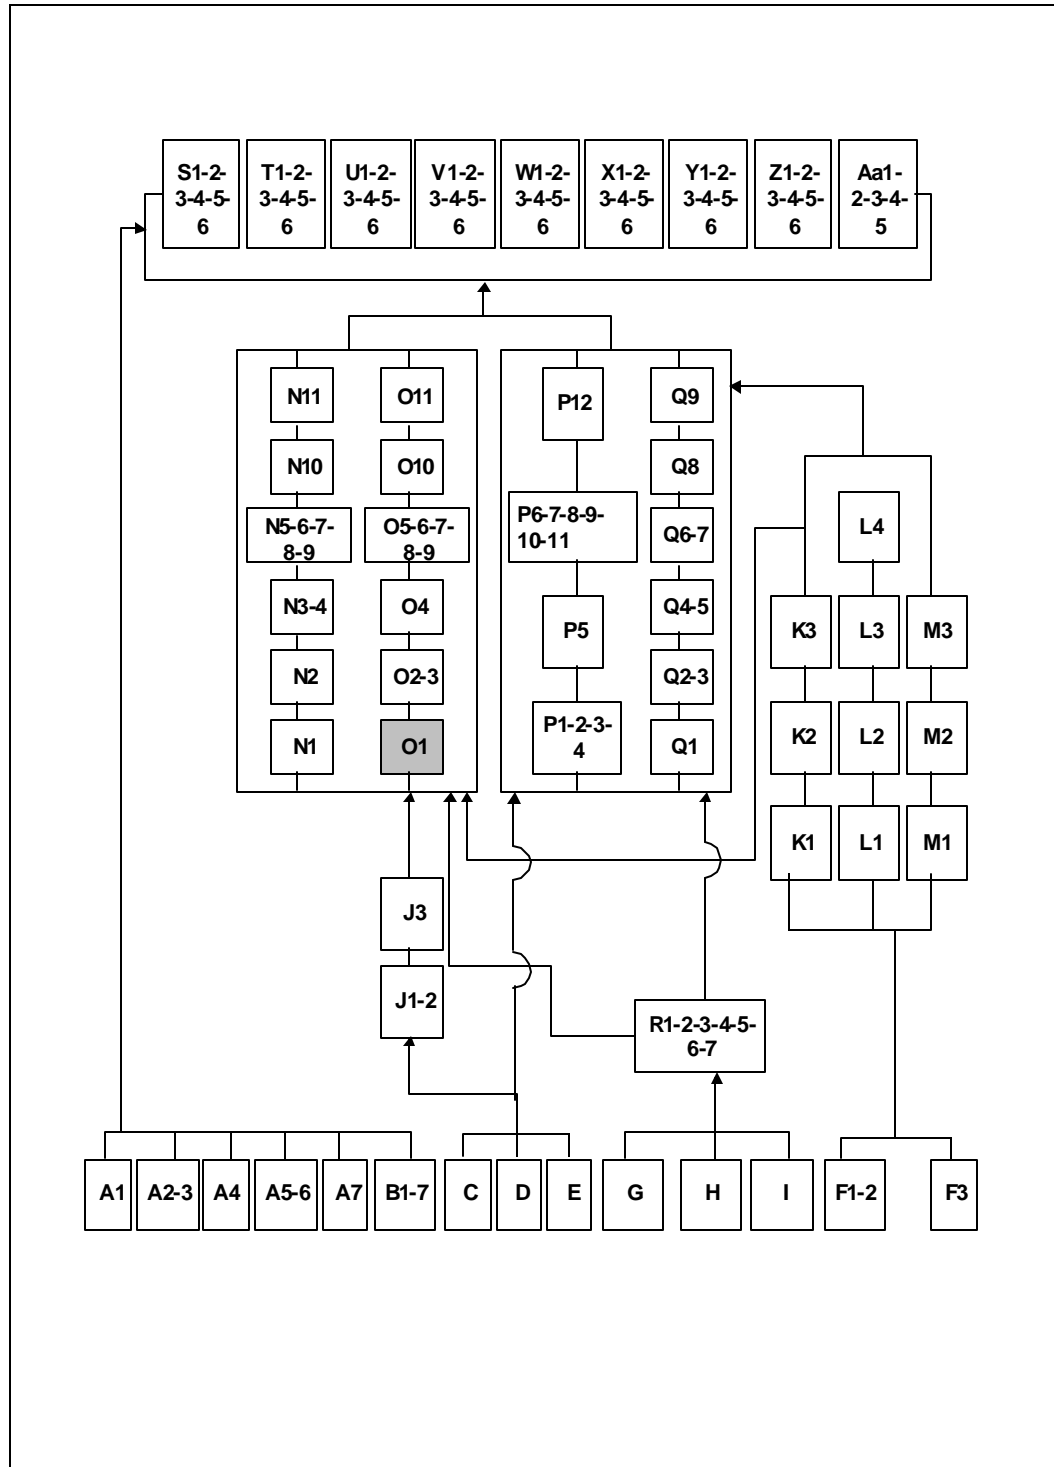 S1-2-
3-4-5-
6
T1-2-
3-4-5-
6
U1-2-
3-4-5-
6
V1-2-
3-4-5-
6
W1-2-
3-4-5-
6
X1-2-
3-4-5-
6
Y1-2-
3-4-5-
6
Z1-2-
3-4-5-
6
Aa1-
2-3-4-
5
N11
O11
P12
Q9
N10
O10
Q8
N5-6-7-
8-9
O5-6-7-
8-9
P6-7-8-9-
10-11
Q6-7
L4
N3-4
O4
P5
Q4-5
K3
L3
M3
N2
O2-3
Q2-3
N1
O1
P1-2-3-
4
Q1
K2
L2
M2
K1
L1
M1
J3
J1-2
R1-2-3-4-5-
6-7
A1
A2-3
A4
A5-6
A7
B1-7
C
D
E
G
H
I
F1-2
F3